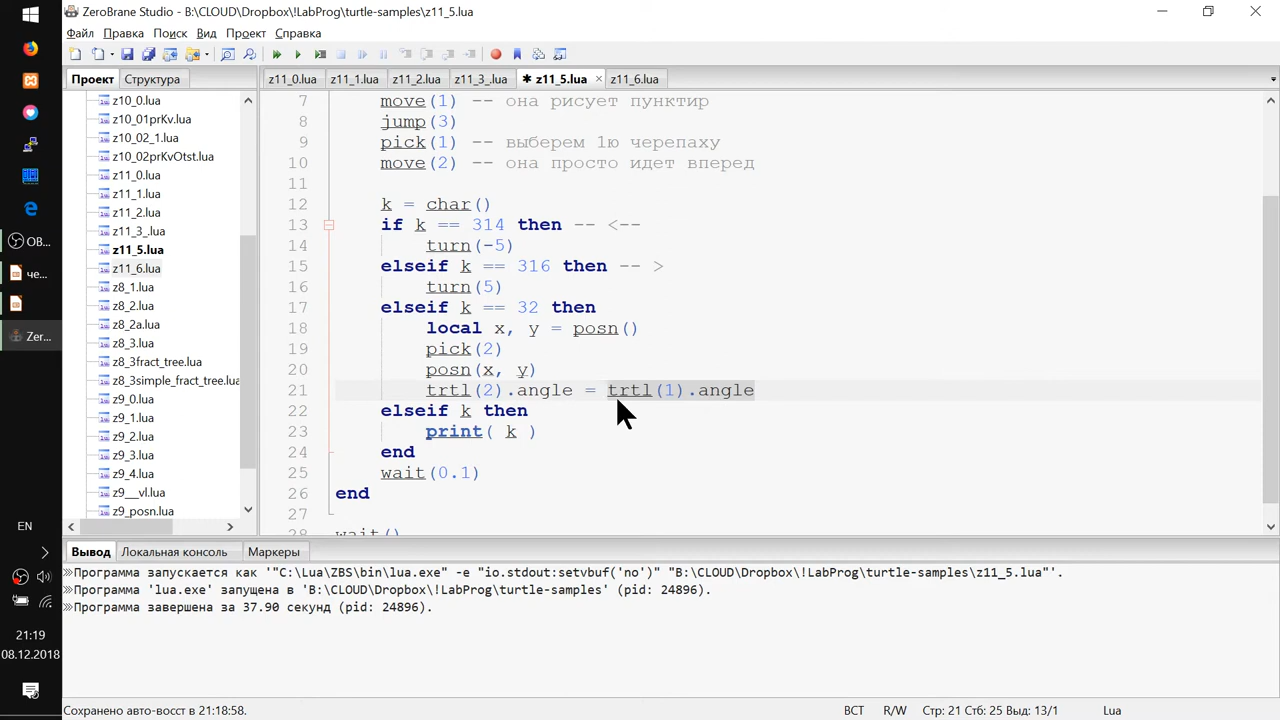 ZeroBrane Studio - B:\CLOUD\Dropbox\!LabProg\turtle-samples\z11_5.lua
Файл Правка Поиск Вид Проект Справка
Проект Структура
z11_0.lua z11_1.lua z11_2.lua z11_3_.lua * z11_5.lua × z11_6.lua
z10_0.lua
z10_01prKv.lua
z10_02_1.lua
z10_02prKvOtst.lua
z11_0.lua
z11_1.lua
z11_2.lua
z11_3_.lua
z11_5.lua
z11_6.lua
z8_1.lua
z8_2.lua
z8_2a.lua
z8_3.lua
z8_3fract_tree.lua
z8_3simple_fract_tree.lua
z9_0.lua
z9_1.lua
z9_2.lua
z9_3.lua
z9_4.lua
z9__vl.lua
z9_posn.lua
7 move(1) -- она рисует пунктир
8 jump(3)
9 pick(1) -- выберем 1ю черепаху
10 move(2) -- она просто идет вперед
11
12 k = char()
13 if k == 314 then -- <--
14 turn(-5)
15 elseif k == 316 then -- >
16 turn(5)
17 elseif k == 32 then
18 local x, y = posn()
19 pick(2)
20 posn(x, y)
21 trtl(2).angle = trtl(1).angle
22 elseif k then
23 print( k )
24 end
25 wait(0.1)
26 end
27
28 wait()
Вывод Локальная консоль Маркеры
Программа запускается как '"C:\Lua\ZBS\bin\lua.exe" -e "io.stdout:setvbuf('no')" "B:\CLOUD\Dropbox\!LabProg\turtle-samples\z11_5.lua"'.
Программа 'lua.exe' запущена в 'B:\CLOUD\Dropbox\!LabProg\turtle-samples' (pid: 24896).
Программа завершена за 37.90 секунд (pid: 24896).
Сохранено авто-восст в 21:18:58.
ВСТ R/W Стр: 21 Стб: 25 Выд: 13/1 Lua
OB...
че...
Zer...
EN
21:19
08.12.2018